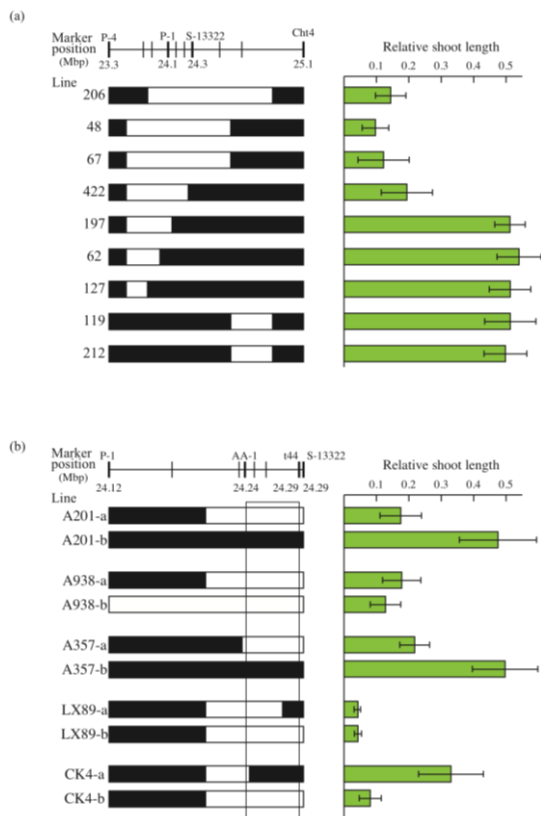 (a)
Marker P-4 P-1 S-13322 Cht4
position
(Mbp) 23.3 24.1 24.3 25.1
Relative shoot length
0.1 0.2 0.3 0.4 0.5
Line
206
48
67
422
197
62
127
119
212
(b)
Marker P-1 AA-1 t44 S-13322
position
(Mbp) 24.12 24.24 24.29 24.29
Relative shoot length
0.1 0.2 0.3 0.4 0.5
Line
A201-a
A201-b
A938-a
A938-b
A357-a
A357-b
LX89-a
LX89-b
CK4-a
CK4-b